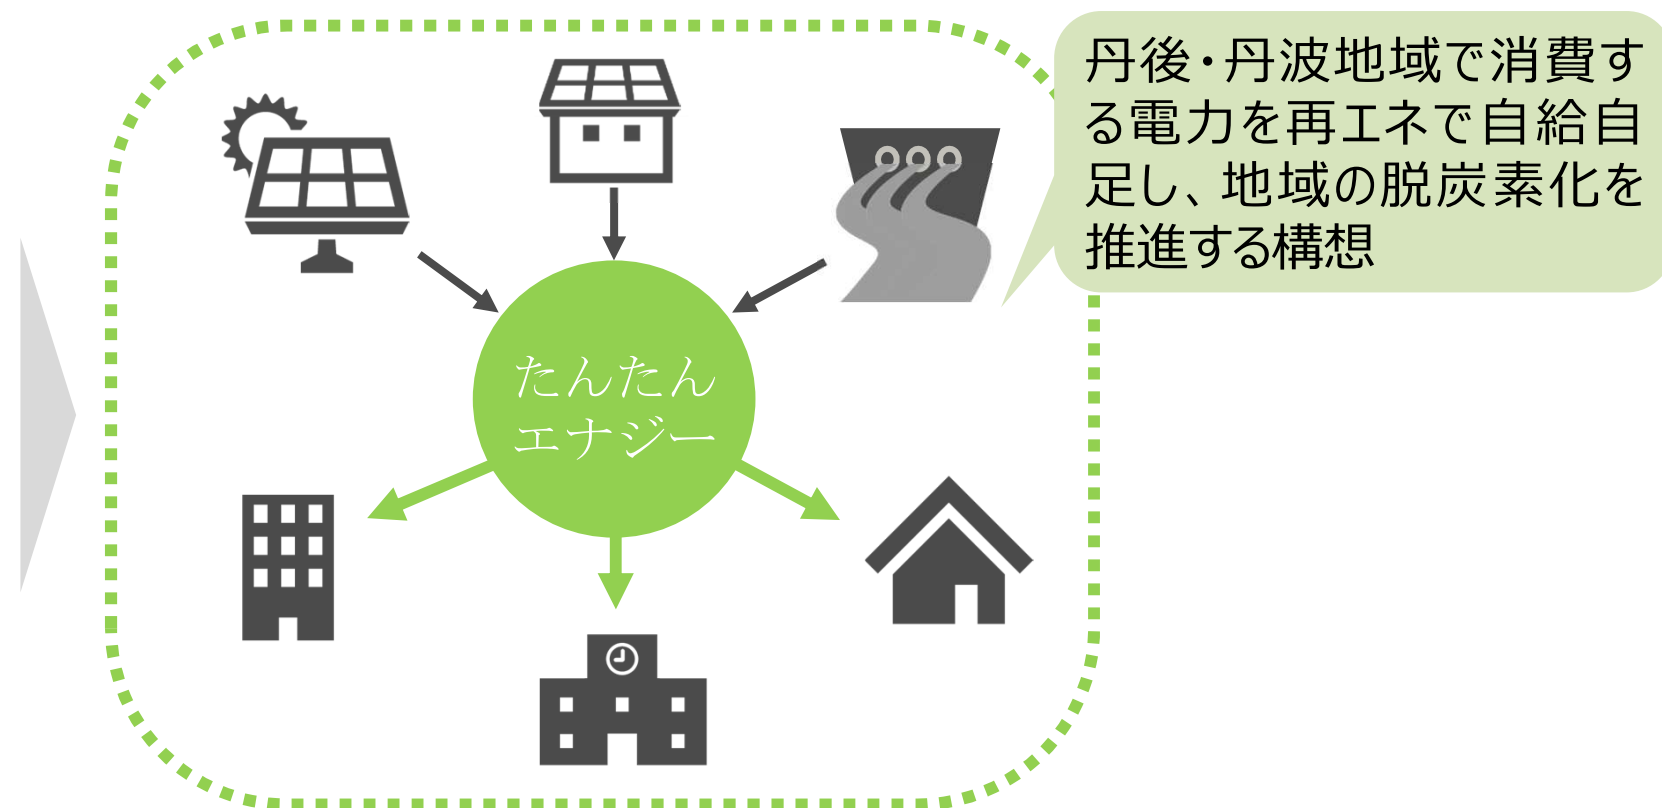 丹後・丹波地域で消費す
る電力を再エネで自給自
足し、地域の脱炭素化を
推進する構想
たんたん
エナジー